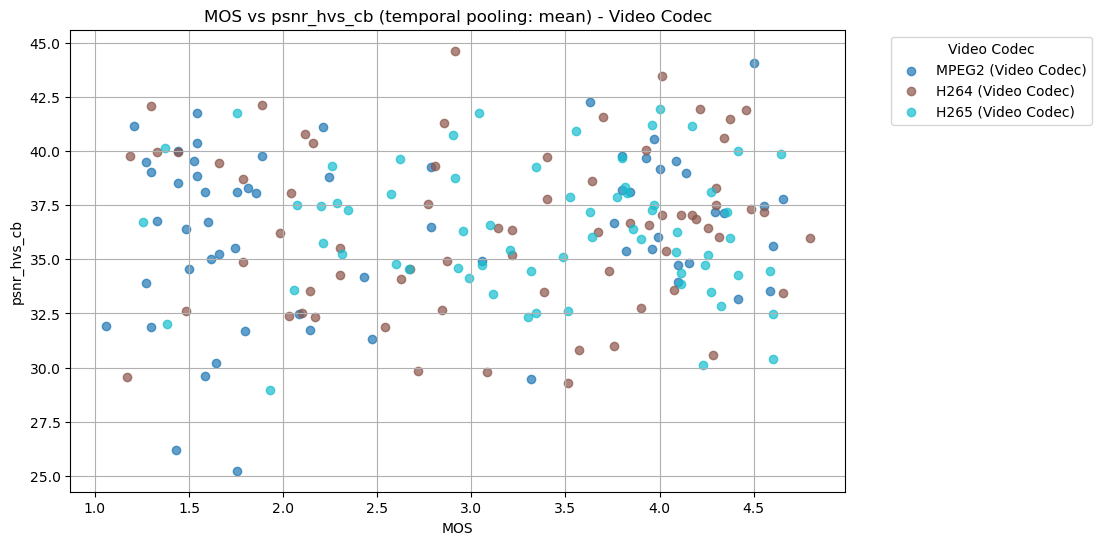 MOS vs psnr_hvs_cb (temporal pooling: mean) - Video Codec
psnr_hvs_cb
45.0
42.5
40.0
37.5
35.0
32.5
30.0
27.5
25.0
1.0 1.5 2.0 2.5 3.0 3.5 4.0 4.5
MOS
Video Codec
MPEG2 (Video Codec)
H264 (Video Codec)
H265 (Video Codec)